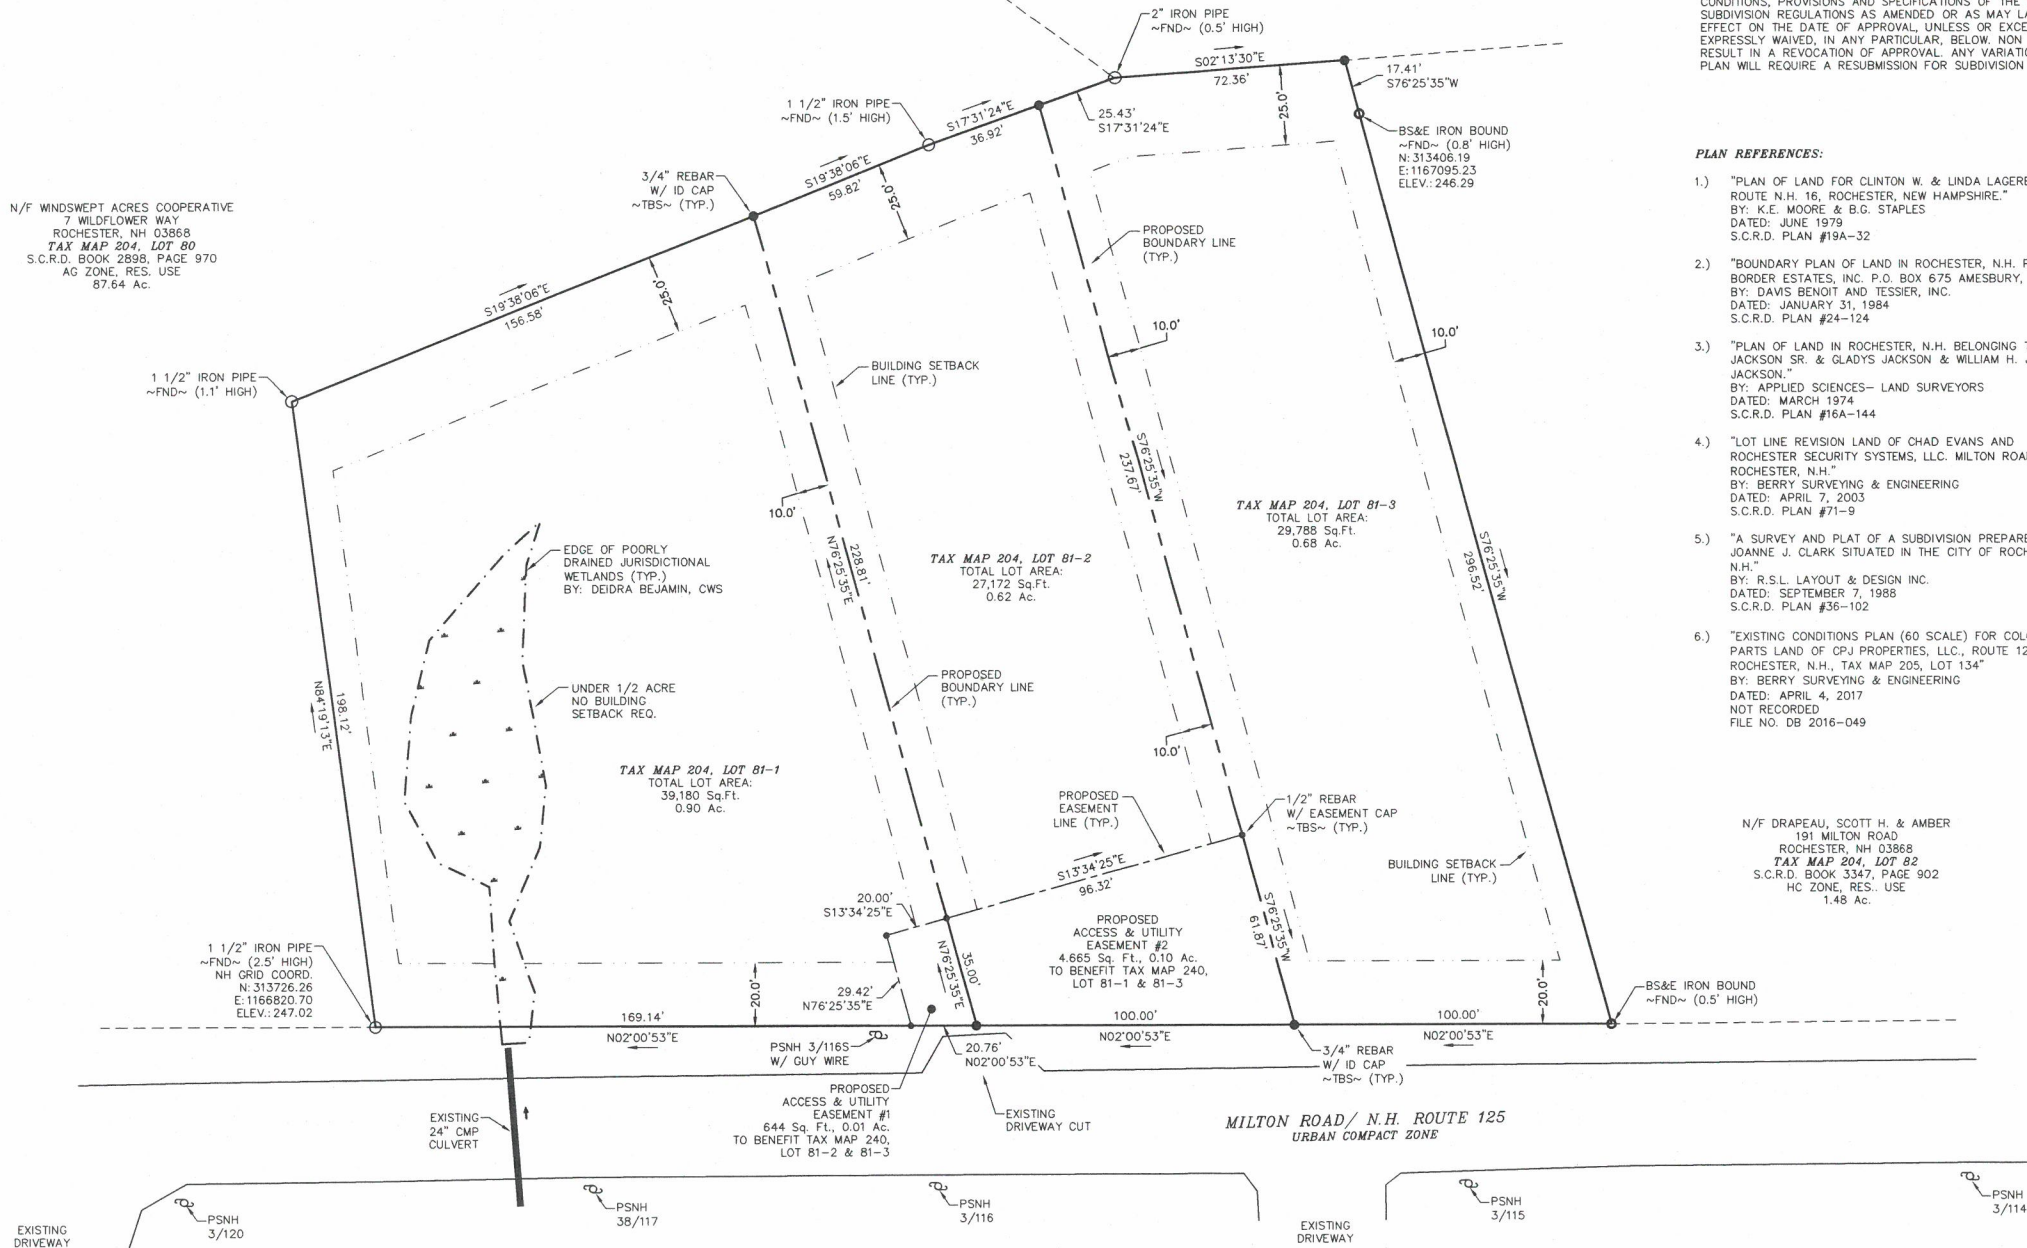 CONDITIONS, PROVISIONS AND SPECIFICATIONS OF THE
SUBDIVISION REGULATIONS AS AMENDED OR AS MAY
EFFECT ON THE DATE OF APPROVAL, UNLESS OR
EXPRESSLY WAIVED, IN ANY PARTICULAR, BELOW. NON
RESULT IN A REVOCATION OF APPROVAL. ANY
PLAN WILL REQUIRE A RESUBMISSION FOR SUBDIVISION
2" IRON PIPE
~FND~ (0.5' HIGH)
S02°13'30"E
72.36'
17.41'
S76°25'35"W
25.0'
1 1/2" IRON PIPE
~FND~ (1.5' HIGH)
S17°31'24"E
36.92'
25.43'
S17°31'24"E
BS&E IRON BOUND
~FND~ (0.8' HIGH)
N: 313406.19
E:1167095.23
ELEV.: 246.29
3/4" REBAR
W/ ID CAP
~TBS~ (TYP.)
S19°38'06"E
59.82'
25.0'
N/F WINDSWEPT ACRES COOPERATIVE
7 WILDFLOWER WAY
ROCHESTER, NH 03868
TAX MAP 204, LOT 80
S.C.R.D. BOOK 2898, PAGE 970
AG ZONE, RES. USE
87.64 Ac.
S19°38'06"E
156.58'
25.0'
PROPOSED
BOUNDARY LINE
(TYP.)
10.0'
10.0'
1 1/2" IRON PIPE
~FND~ (1.1' HIGH)
BUILDING SETBACK
LINE (TYP.)
PLAN REFERENCES:
1.) "PLAN OF LAND FOR CLINTON W. & LINDA
ROUTE N.H. 16, ROCHESTER, NEW HAMPSHIRE."
BY: K.E. MOORE & B.G. STAPLES
DATED: JUNE 1979
S.C.R.D. PLAN #19A-32
2.) "BOUNDARY PLAN OF LAND IN ROCHESTER, N.H.
BORDER ESTATES, INC. P.O. BOX 675 AMESBURY,
BY: DAVIS BENOIT AND TESSIER, INC.
DATED: JANUARY 31, 1984
S.C.R.D. PLAN #24-124
3.) "PLAN OF LAND IN ROCHESTER, N.H. BELONGING
JACKSON SR. & GLADYS JACKSON & WILLIAM H.
JACKSON."
BY: APPLIED SCIENCES- LAND SURVEYORS
DATED: MARCH 1974
S.C.R.D. PLAN #16A-144
4.) "LOT LINE REVISION LAND OF CHAD EVANS AND
ROCHESTER SECURITY SYSTEMS, LLC. MILTON ROAD
ROCHESTER, N.H."
BY: BERRY SURVEYING & ENGINEERING
DATED: APRIL 7, 2003
S.C.R.D. PLAN #71-9
5.) "A SURVEY AND PLAT OF A SUBDIVISION
JOANNE J. CLARK SITUATED IN THE CITY OF
N.H."
BY: R.S.L. LAYOUT & DESIGN INC.
DATED: SEPTEMBER 7, 1988
S.C.R.D. PLAN #36-102
6.) "EXISTING CONDITIONS PLAN (60 SCALE) FOR
PARTS LAND OF CPJ PROPERTIES, LLC., ROUTE
ROCHESTER, N.H., TAX MAP 205, LOT 134"
BY: BERRY SURVEYING & ENGINEERING
DATED: APRIL 4, 2017
NOT RECORDED
FILE NO. DB 2016-049
10.0'
N76°25'35"E
228.81'
S76°25'35"W
237.67'
TAX MAP 204, LOT 81-3
TOTAL LOT AREA:
29,788 Sq.Ft.
0.68 Ac.
S76°25'35"W
296.52'
EDGE OF POORLY
DRAINED JURISDICTIONAL
WETLANDS (TYP.)
BY: DEIDRA BEJAMIN, CWS
TAX MAP 204, LOT 81-2
TOTAL LOT AREA:
27,172 Sq.Ft.
0.62 Ac.
198.12'
N84°19'13"E
UNDER 1/2 ACRE
NO BUILDING
SETBACK REQ.
PROPOSED
BOUNDARY LINE
(TYP.)
10.0'
TAX MAP 204, LOT 81-1
TOTAL LOT AREA:
39,180 Sq.Ft.
0.90 Ac.
PROPOSED
EASEMENT
LINE (TYP.)
1/2" REBAR
W/ EASEMENT CAP
~TBS~ (TYP.)
S13°34'25"E
96.32'
BUILDING SETBACK
LINE (TYP.)
N/F DRAPEAU, SCOTT H. & AMBER
191 MILTON ROAD
ROCHESTER, NH 03868
TAX MAP 204, LOT 82
S.C.R.D. BOOK 3347, PAGE 902
HC ZONE, RES.. USE
1.48 Ac.
20.00'
S13°34'25"E
PROPOSED
ACCESS & UTILITY
EASEMENT #2
4.665 Sq. Ft., 0.10 Ac.
TO BENEFIT TAX MAP 240,
LOT 81-1 & 81-3
S76°25'35"W
61.87'
35.00'
N76°25'35"E
1 1/2" IRON PIPE
~FND~ (2.5' HIGH)
NH GRID COORD.
N: 313726.26
E:1166820.70
ELEV.: 247.02
20.0'
29.42'
N76°25'35"E
20.0'
BS&E IRON BOUND
~FND~ (0.5' HIGH)
169.14'
N02°00'53"E
100.00'
N02°00'53"E
100.00'
N02°00'53"E
PSNH 3/116S
W/ GUY WIRE
20.76'
N02°00'53"E
3/4" REBAR
W/ ID CAP
~TBS~ (TYP.)
PROPOSED
ACCESS & UTILITY
EASEMENT #1
644 Sq. Ft., 0.01 Ac.
TO BENEFIT TAX MAP 240,
LOT 81-2 & 81-3
EXISTING
DRIVEWAY CUT
EXISTING
24" CMP
CULVERT
MILTON ROAD/ N.H. ROUTE 125
URBAN COMPACT ZONE
PSNH
3/120
PSNH
38/117
PSNH
3/116
PSNH
3/115
PSNH
3/114
EXISTING
DRIVEWAY
EXISTING
DRIVEWAY